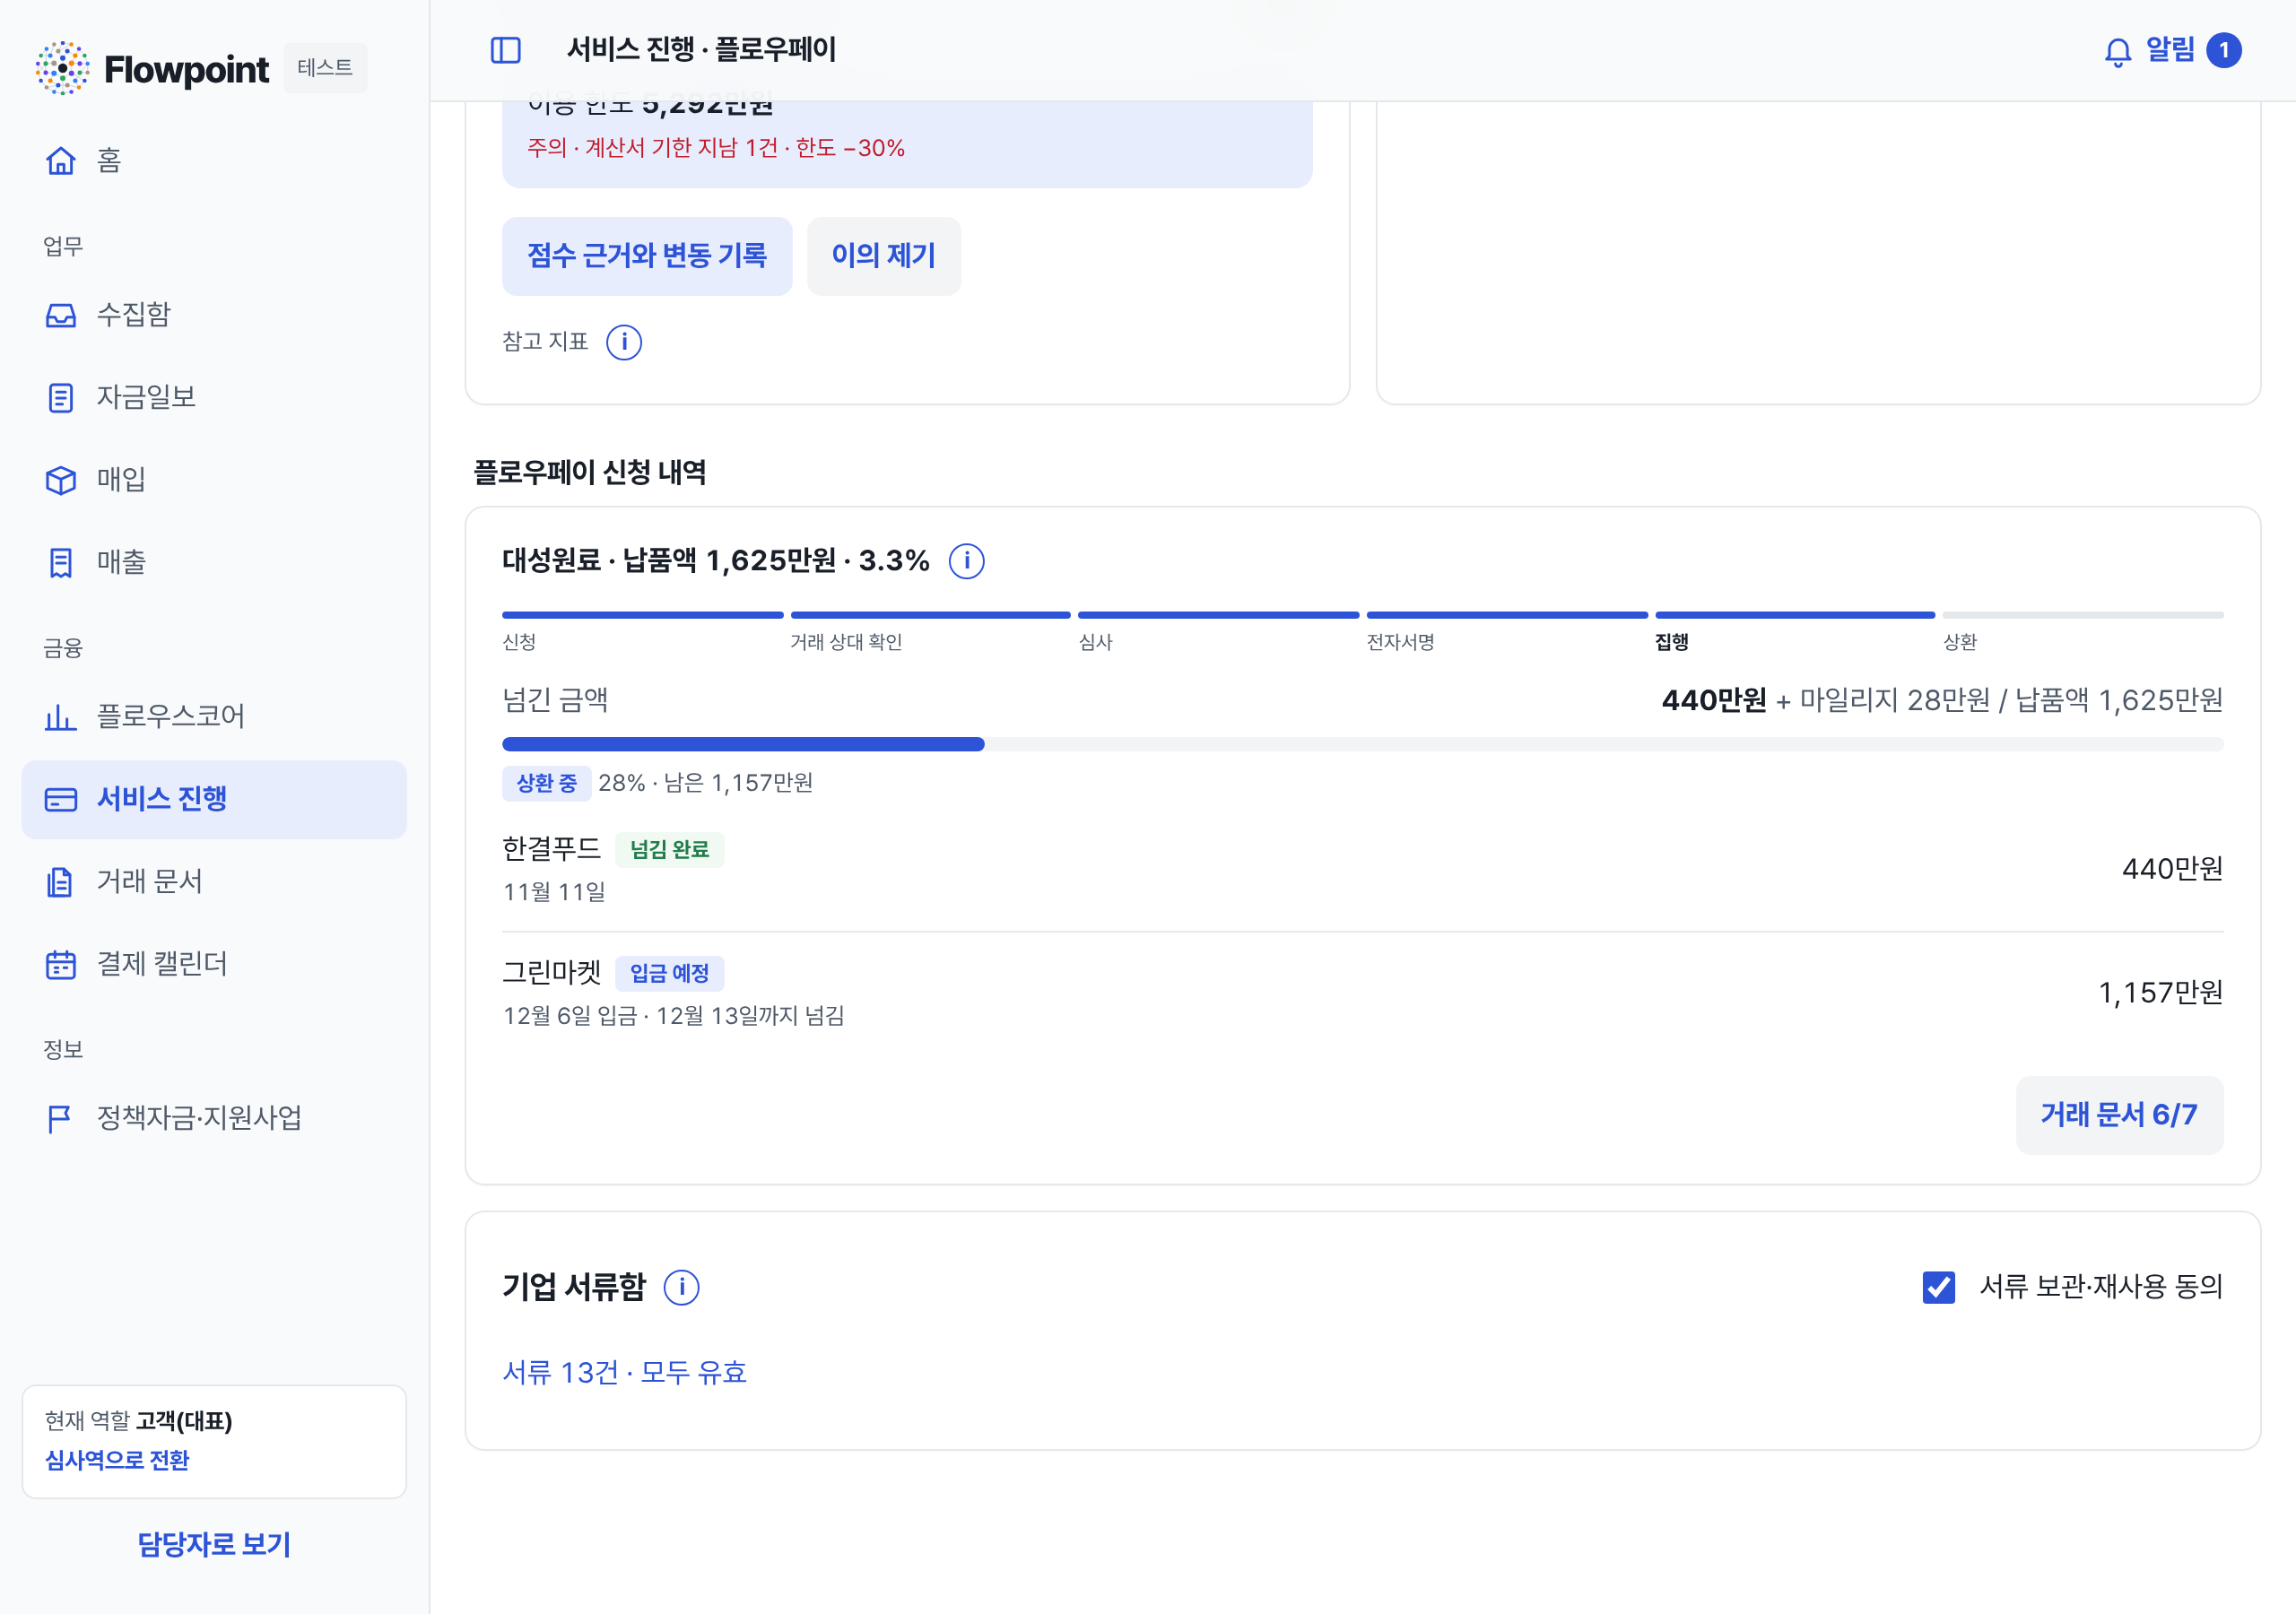 Flowpoint 테스트
홈
업무
수집함
자금일보
매입
매출
금융
플로우스코어
서비스 진행
거래 문서
결제 캘린더
정보
정책자금·지원사업
현재 역할 고객(대표)
심사역으로 전환
담당자로 보기
서비스 진행 · 플로우페이
알림 1
이용 한도 5,292만원
주의 · 계산서 기한 지남 1건 · 한도 −30%
점수 근거와 변동 기록
이의 제기
참고 지표 i
플로우페이 신청 내역
대성원료 · 납품액 1,625만원 · 3.3% i
신청 거래 상대 확인 심사 전자서명 집행 상환
넘긴 금액 440만원 + 마일리지 28만원 / 납품액 1,625만원
상환 중 28% · 남은 1,157만원
한결푸드 넘김 완료
11월 11일
440만원
그린마켓 입금 예정
12월 6일 입금 · 12월 13일까지 넘김
1,157만원
거래 문서 6/7
기업 서류함 i
서류 보관·재사용 동의
서류 13건 · 모두 유효